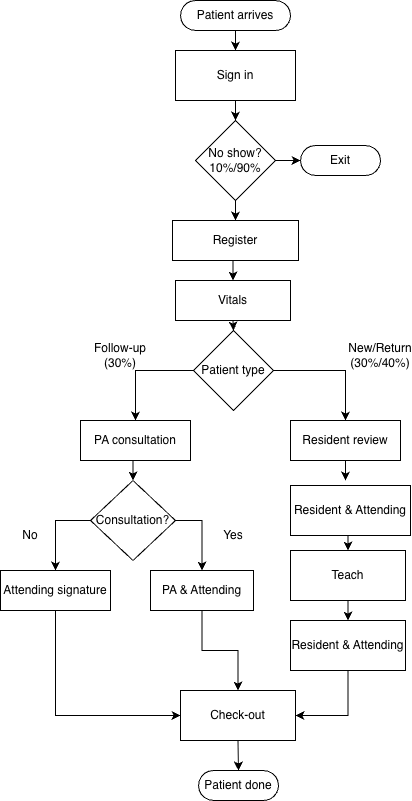 Patient arrives
Sign in
No show?
10%/90%
Exit
Register
Vitals
Follow-up
(30%)
Patient type
New/Return
(30%/40%)
PA consultation
Resident review
Consultation?
Resident & Attending
No
Yes
Attending signature
PA & Attending
Teach
Resident & Attending
Check-out
Patient done